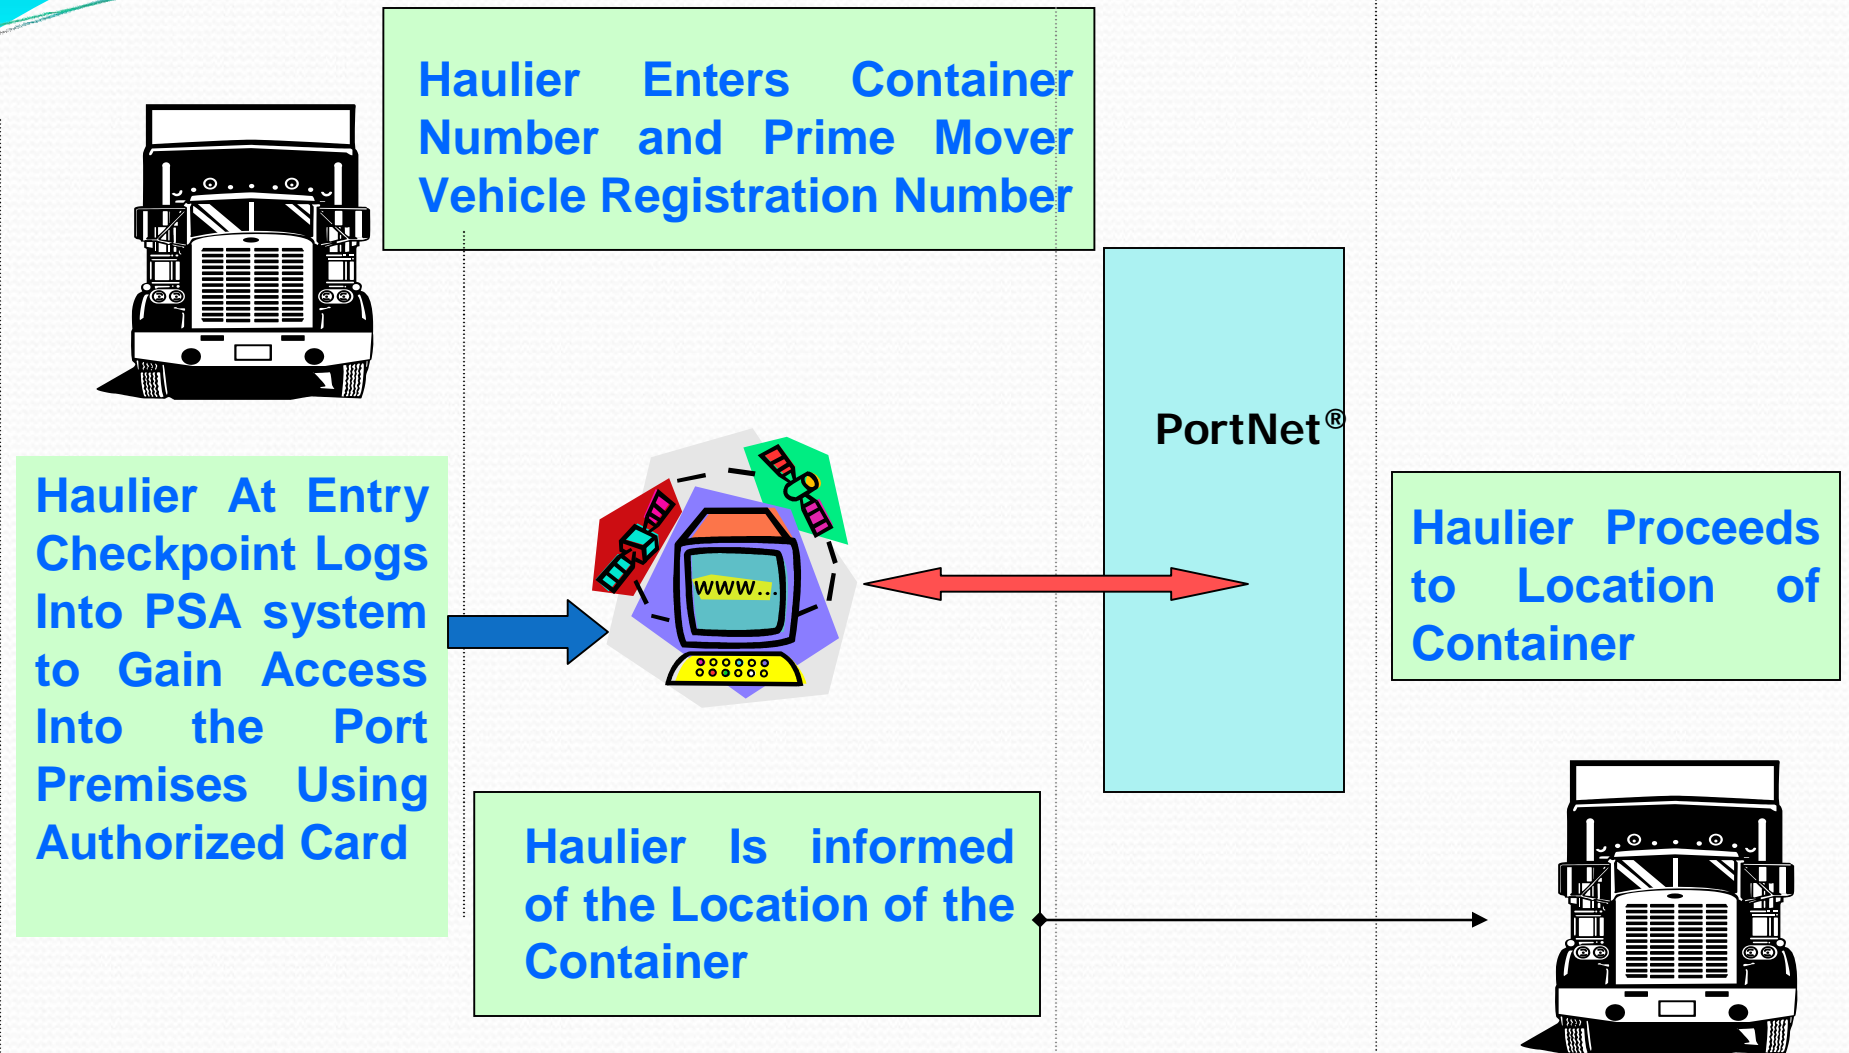 Haulier Enters Container
Number and Prime Mover
Vehicle Registration Number
Haulier At Entry
Checkpoint Logs
Into PSA system
to Gain Access
Into the Port
Premises Using
Authorized Card
www...
PortNet®
Haulier Is informed
of the Location of the
Container
Haulier Proceeds
to Location of
Container